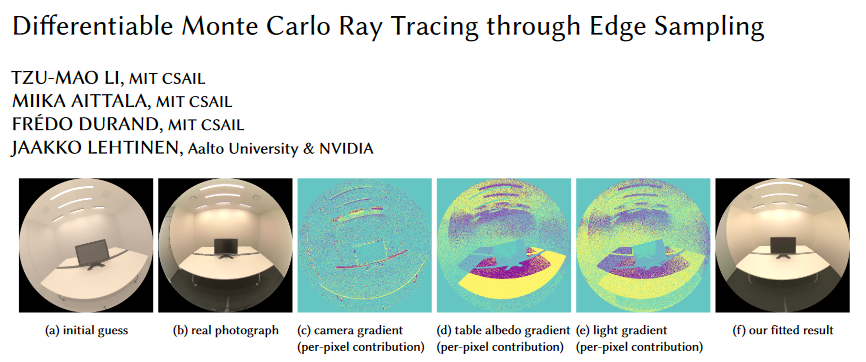 Differentiable Monte Carlo Ray Tracing through Edge Sampling
TZU-MAO LI, MIT CSAIL
MIIKA AITTALA, MIT CSAIL
FRÉDO DURAND, MIT CSAIL
JAAKKO LEHTINEN, Aalto University & NVIDIA
(a) initial guess
(b) real photograph
(c) camera gradient
(per-pixel contribution)
(d) table albedo gradient
(per-pixel contribution)
(e) light gradient
(per-pixel contribution)
(f) our fitted result